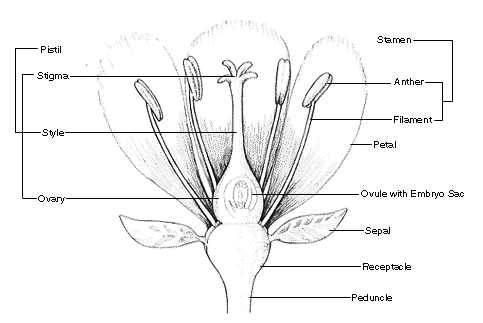 Pistil
Stigma
Style
Ovary
Stamen
Anther
Filament
Petal
Ovule with Embryo Sac
Sepal
Receptacle
Peduncle